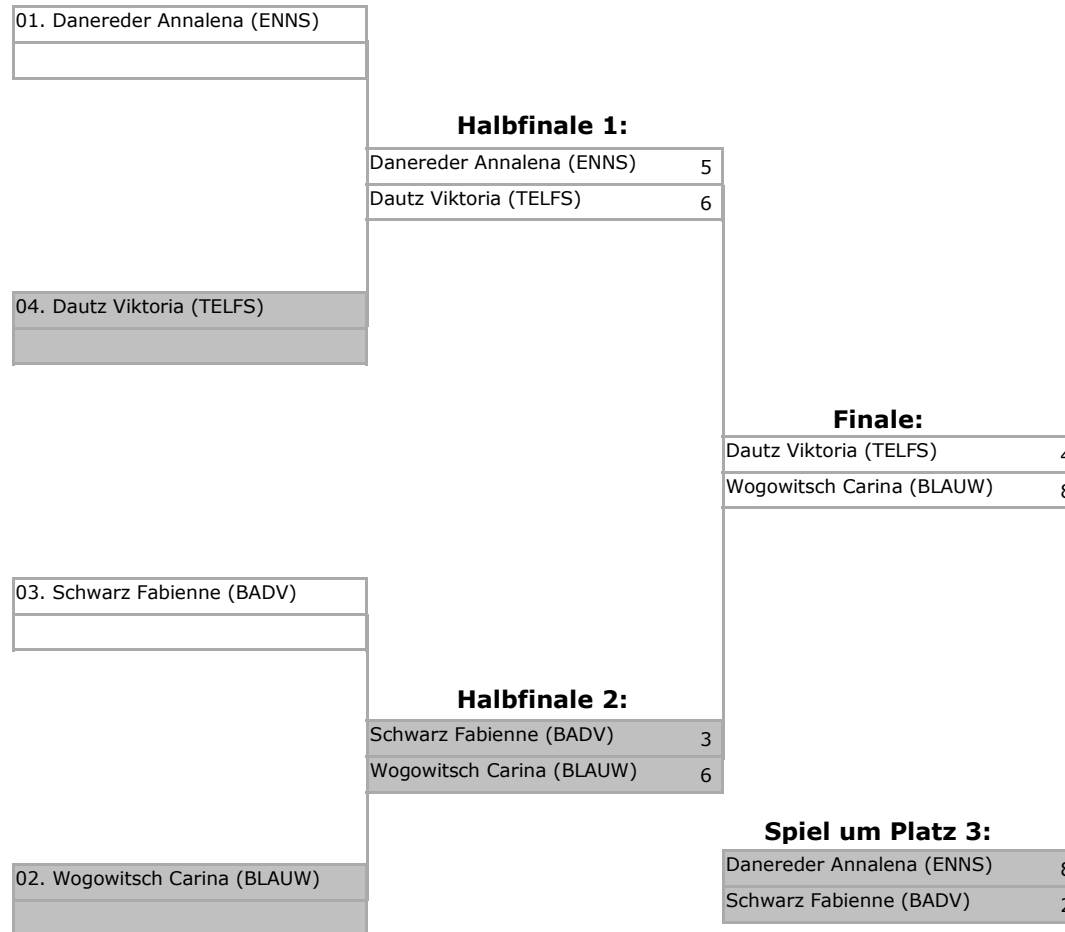 01. Danereder Annalena (ENNS)
Halbfinale 1:
Danereder Annalena (ENNS) 5
Dautz Viktoria (TELFS) 6
04. Dautz Viktoria (TELFS)
Finale:
Dautz Viktoria (TELFS)
Wogowitsch Carina (BLAUW)
03. Schwarz Fabienne (BADV)
Halbfinale 2:
Schwarz Fabienne (BADV) 3
Wogowitsch Carina (BLAUW) 6
Spiel um Platz 3:
02. Wogowitsch Carina (BLAUW)
Danereder Annalena (ENNS)
Schwarz Fabienne (BADV)